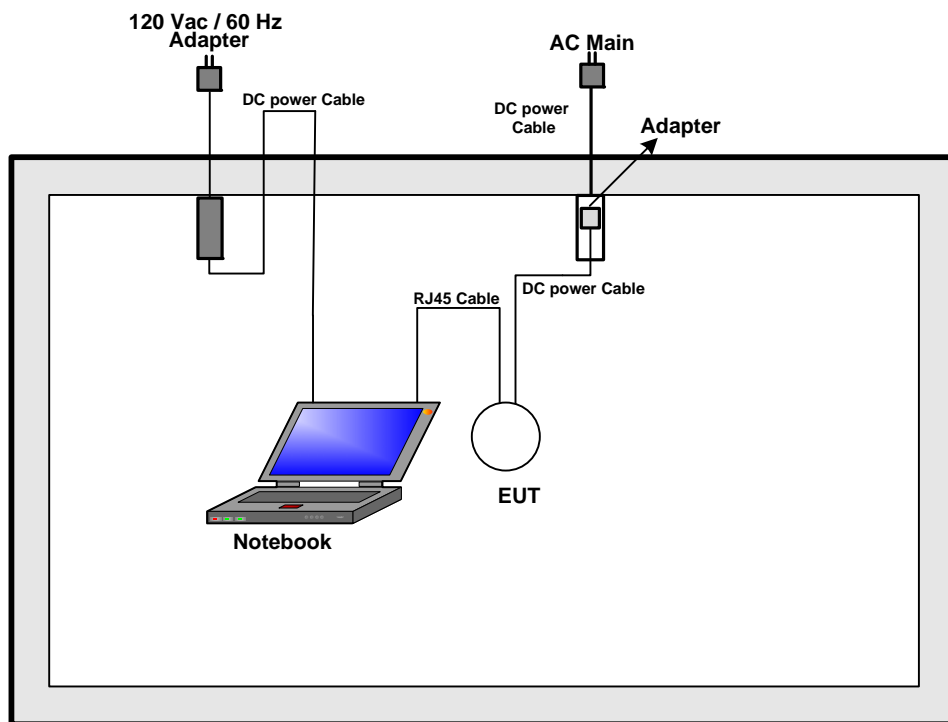 120 Vac / 60 Hz
Adapter
AC Main
DC power Cable
DC power
Cable
Adapter
RJ45 Cable
DC power Cable
EUT
Notebook